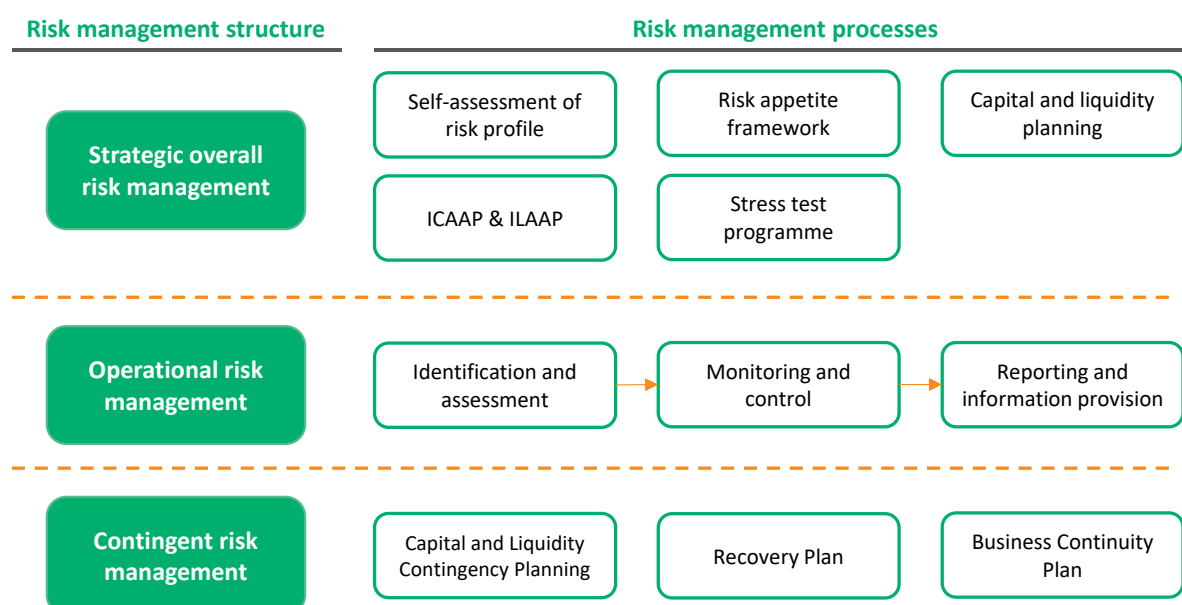 Risk management structure
Risk management processes
Strategic overall
risk management
Self-assessment of
risk profile
Risk appetite
framework
Capital and liquidity
planning
ICAAP & ILAAP
Stress test
programme
Operational risk
management
Identification and
assessment
Monitoring and
control
Reporting and
information provision
Contingent risk
management
Capital and Liquidity
Contingency Planning
Recovery Plan
Business Continuity
Plan